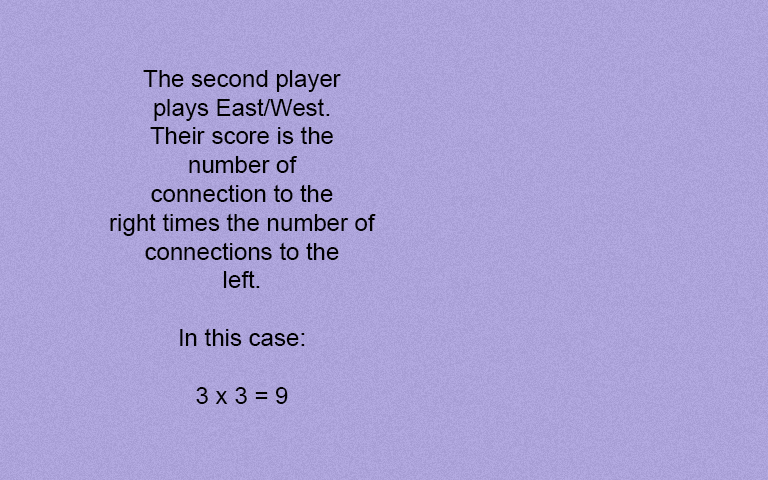 The second player
plays East/West.
Their score is the
number of
connection to the
right times the number of
connections to the
left.
In this case:
3 x 3 = 9